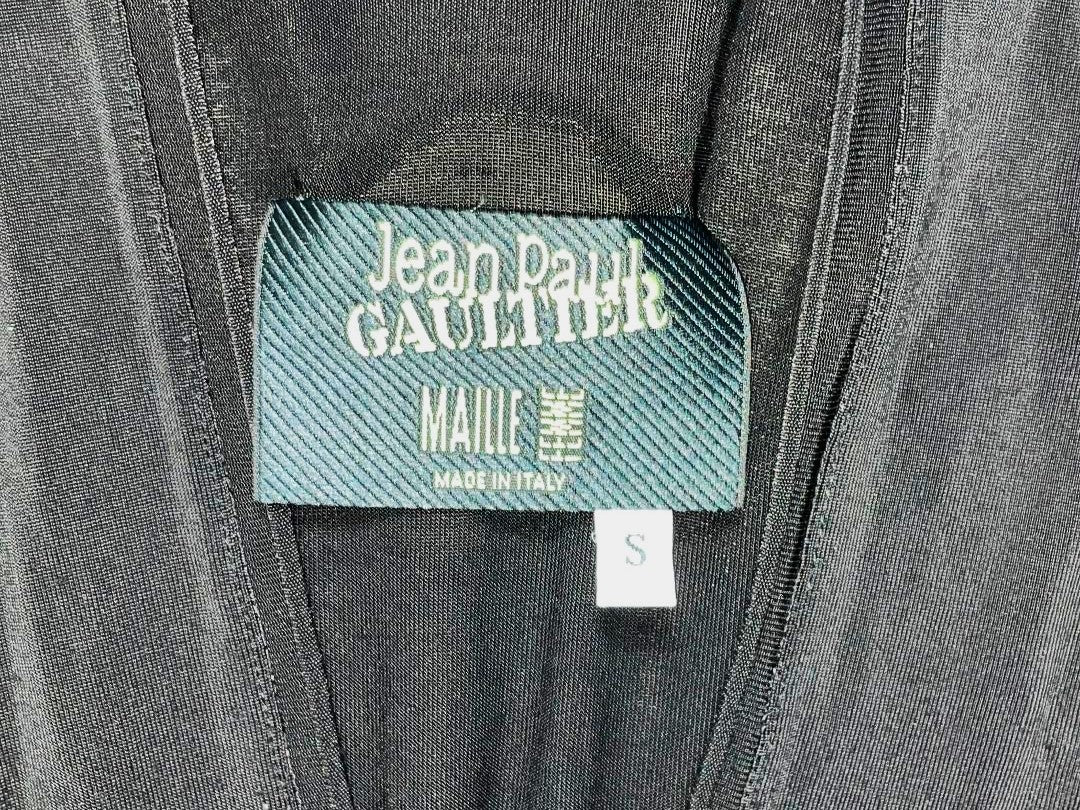 Jean Paul
GAULTIER
MAILLE FEMME
MADE IN ITALY
S